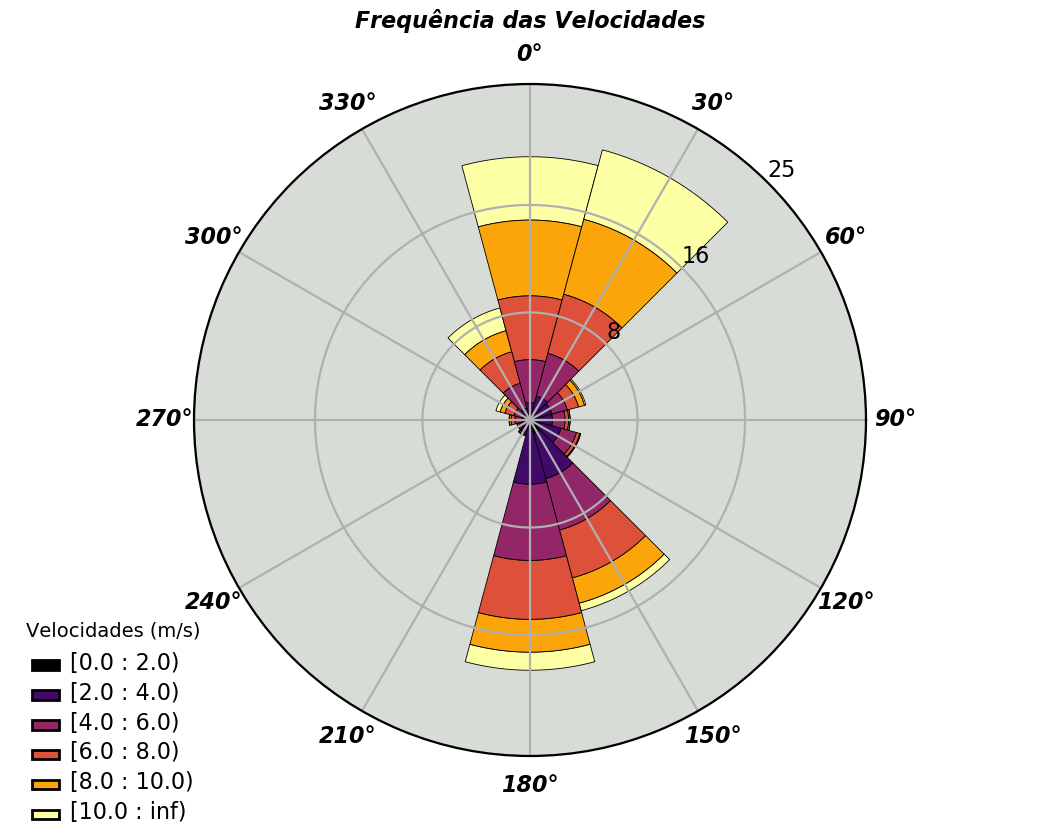 Frequência das Velocidades
0°
330°
30°
25
300°
60°
16
8
270°
90°
240°
120°
210°
150°
180°
Velocidades (m/s)
[0.0 : 2.0)
[2.0 : 4.0)
[4.0 : 6.0)
[6.0 : 8.0)
[8.0 : 10.0)
[10.0 : inf)